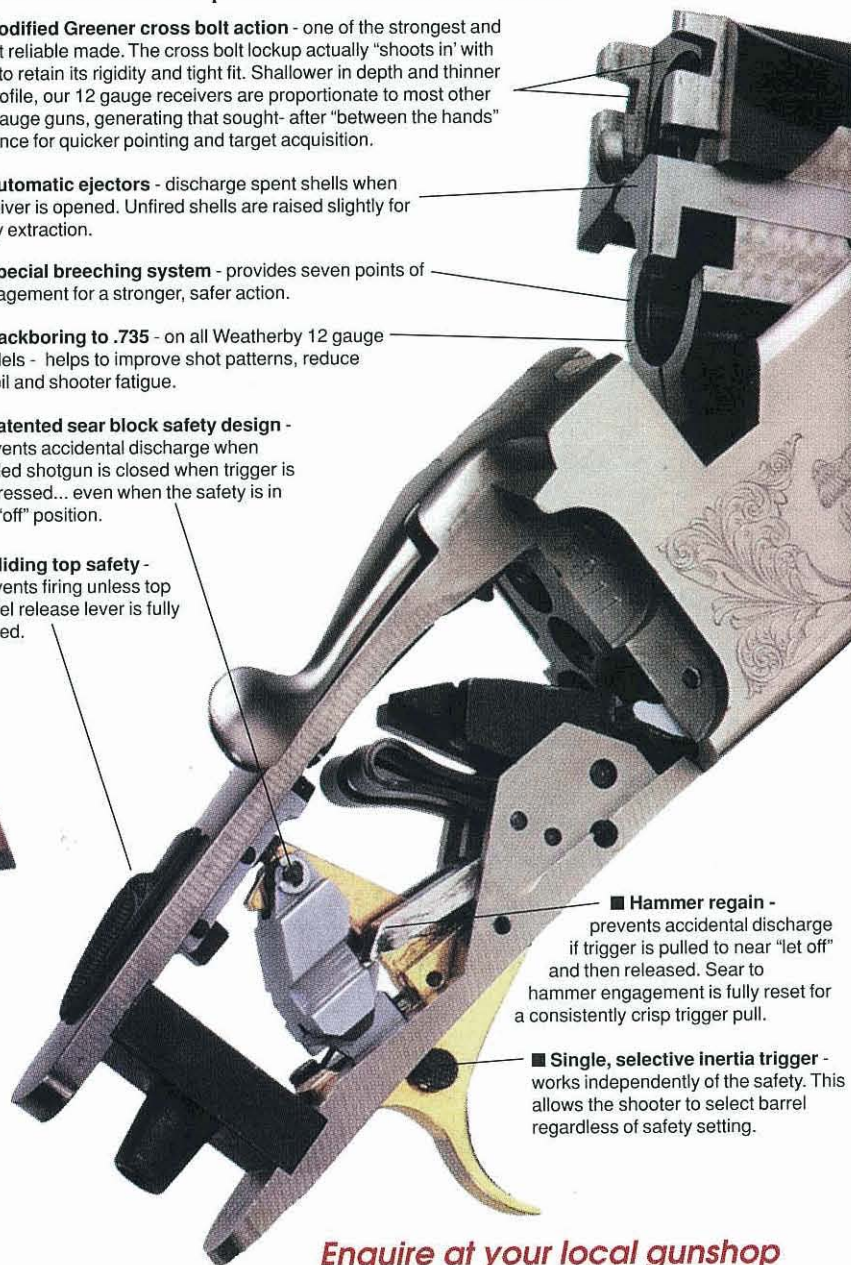 odified Greener cross bolt action - one of the strongest and
t reliable made. The cross bolt lockup actually “shoots in’ with
to retain its rigidity and tight fit. Shallower in depth and thinner
ofile, our 12 gauge receivers are proportionate to most other
auge guns, generating that sought- after “between the hands”
nce for quicker pointing and target acquisition.
utomatic ejectors - discharge spent shells when
iver is opened. Unfired shells are raised slightly for
y extraction.
pecial breeching system - provides seven points of
agement for a stronger, safer action.
ackboring to .735 - on all Weatherby 12 gauge
dels - helps to improve shot patterns, reduce
oil and shooter fatigue.
atented sear block safety design -
vents accidental discharge when
ed shotgun is closed when trigger is
ressed... even when the safety is in
“off” position.
liding top safety -
vents firing unless top
el release lever is fully
ed.
■ Hammer regain -
prevents accidental discharge
if trigger is pulled to near “let off”
and then released. Sear to
hammer engagement is fully reset for
a consistently crisp trigger pull.
■ Single, selective inertia trigger -
works independently of the safety. This
allows the shooter to select barrel
regardless of safety setting.
Enquire at your local gunshop